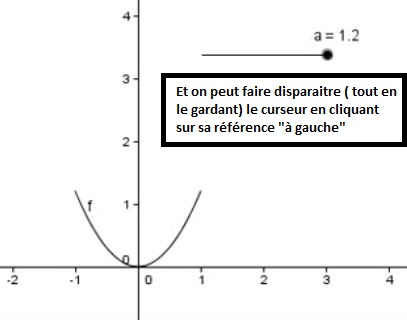 4
a = 1.2
3
Et on peut faire disparaitre ( tout en
le gardant) le curseur en cliquant
sur sa référence "à gauche"
2
1
f
0
-2 -1 0 1 2 3 4